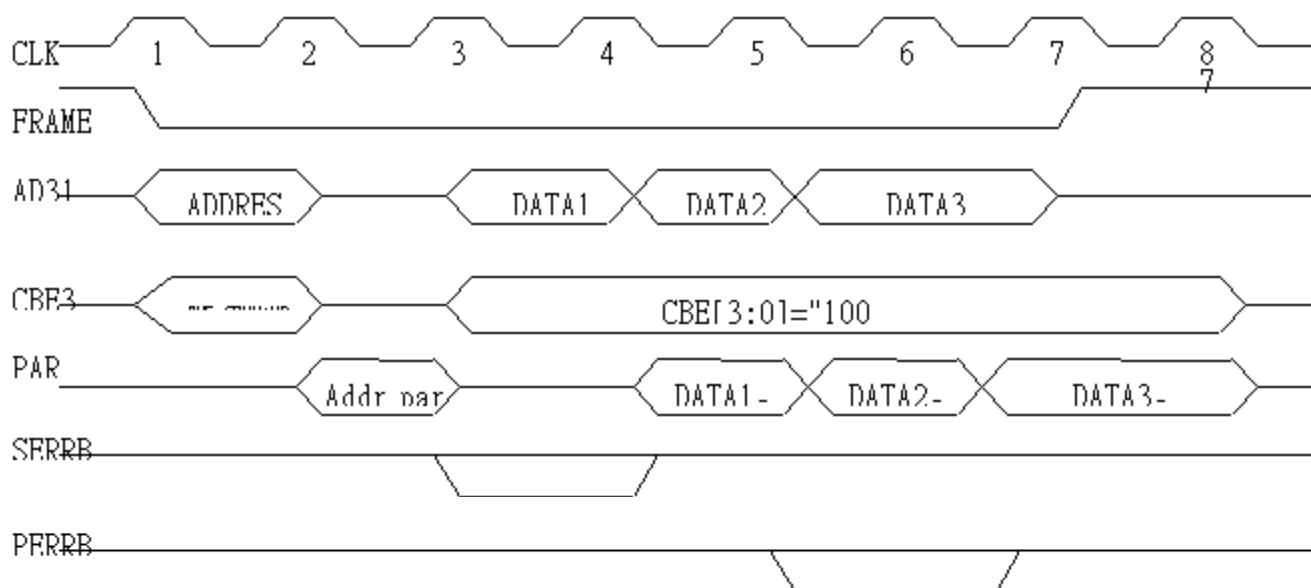 CLK 1 2 3 4 5 6 7 8
7
FRAME
AD31 ADDRES DATA1 DATA2 DATA3
CBE3 CBE[3:0]="100
PAR Addr par DATA1- DATA2- DATA3-
SERRB
PERRB